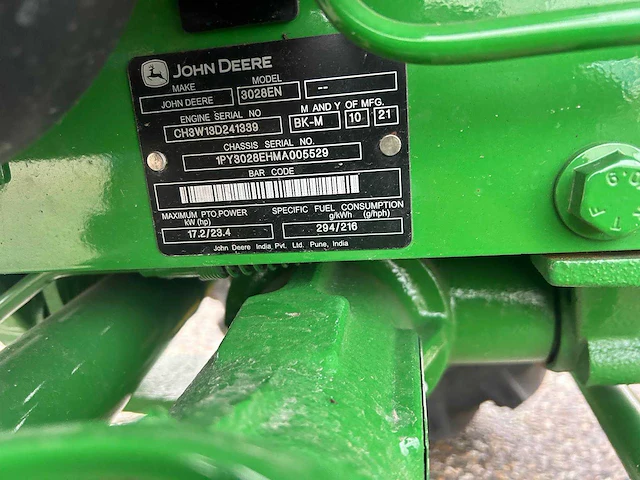 JOHN DEERE
MAKE MODEL
JOHN DEERE 3028EN --
ENGINE SERIAL NO M AND Y OF MFG.
CH3W13D241339 BK-M 10 21
CHASSIS SERIAL NO.
1PY3028EHMA005529
BAR CODE
MAXIMUM PTO.POWER SPECIFIC FUEL CONSUMPTION
kW (hp) g/kWh (g/hph)
17.2/23.4 294/216
John Deere India Pvt. Ltd. Pune, India